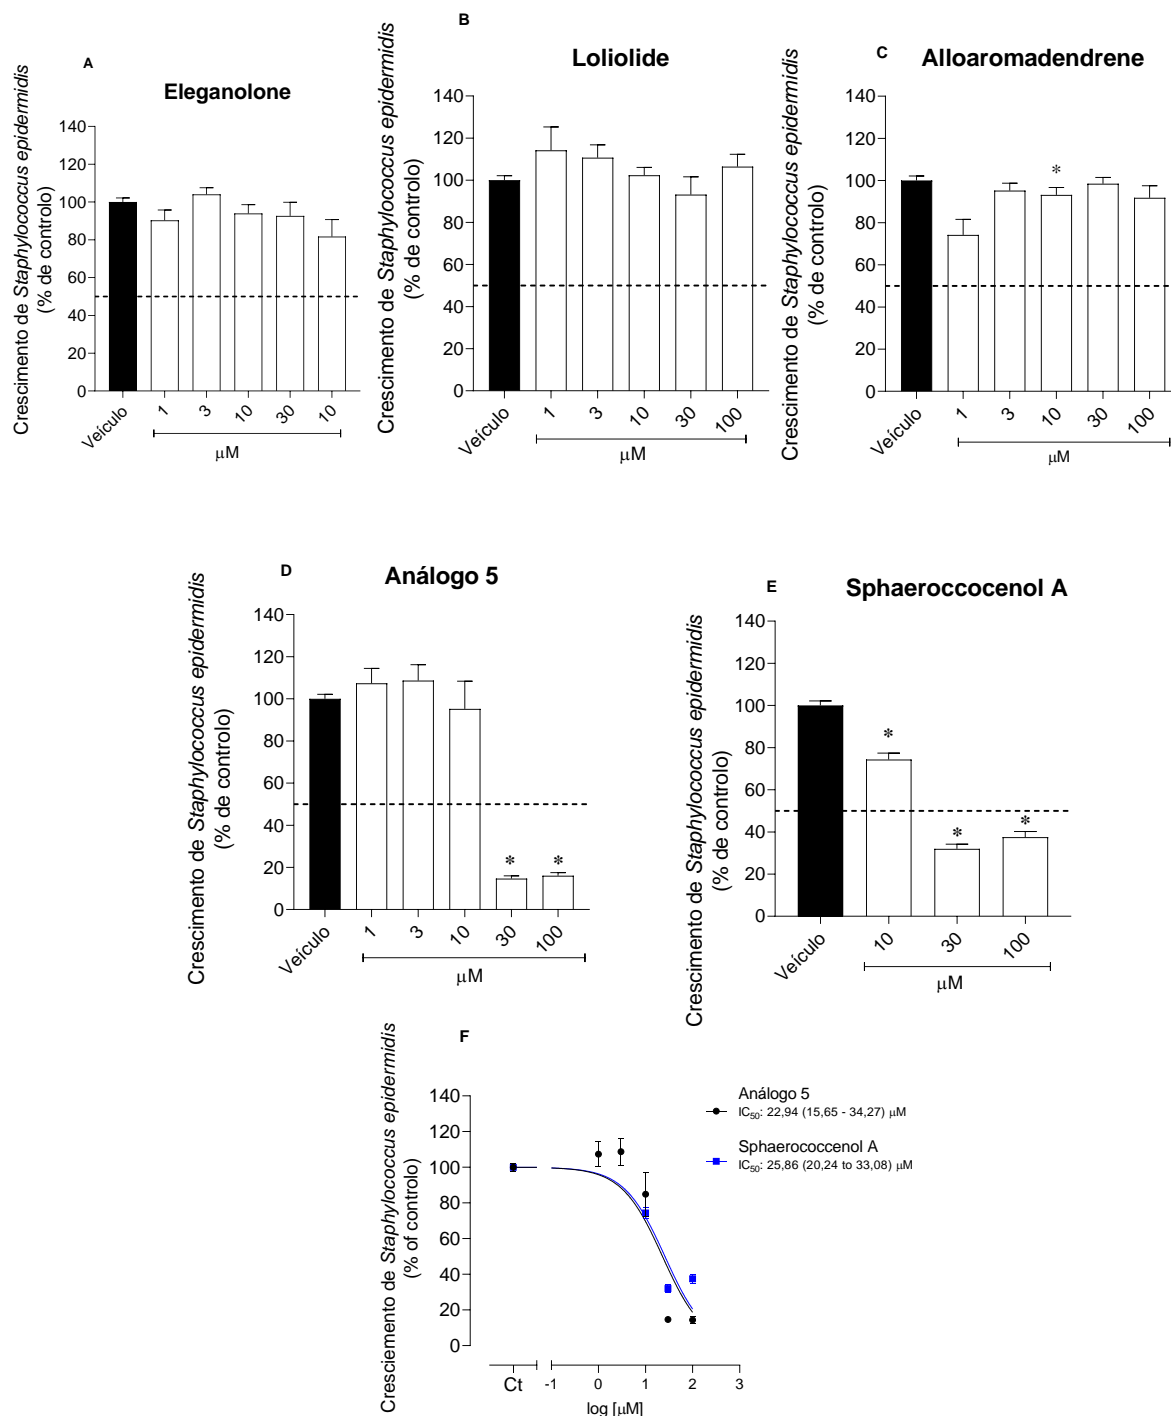 A
Eleganolone
Crescimento de Staphylococcus epidermidis
(% de controlo)
140
120
100
80
60
40
20
0
Veículo
1
3
10
30
10
μM
B
Loliolide
Crescimento de Staphylococcus epidermidis
(% de controlo)
140
120
100
80
60
40
20
0
Veículo
1
3
10
30
100
μM
C
Alloaromadendrene
Crescimento de Staphylococcus epidermidis
(% de controlo)
140
120
100
80
60
40
20
0
*
Veículo
1
3
10
30
100
μM
D
Análogo 5
Crescimento de Staphylococcus epidermidis
(% de controlo)
140
120
100
80
60
40
20
0
* *
Veículo
1
3
10
30
100
μM
E
Sphaeroccocenol A
Crescimento de Staphylococcus epidermidis
(% de controlo)
140
120
100
80
60
40
20
0
* * *
Veículo
10
30
100
μM
F
Cresciemento de Staphylococcus epidermidis
(% of controlo)
140
120
100
80
60
40
20
0
Ct
-1
0
1
2
3
log [μM]
Análogo 5
IC50: 22,94 (15,65 - 34,27) μM
Sphaerococcenol A
IC50: 25,86 (20,24 to 33,08) μM